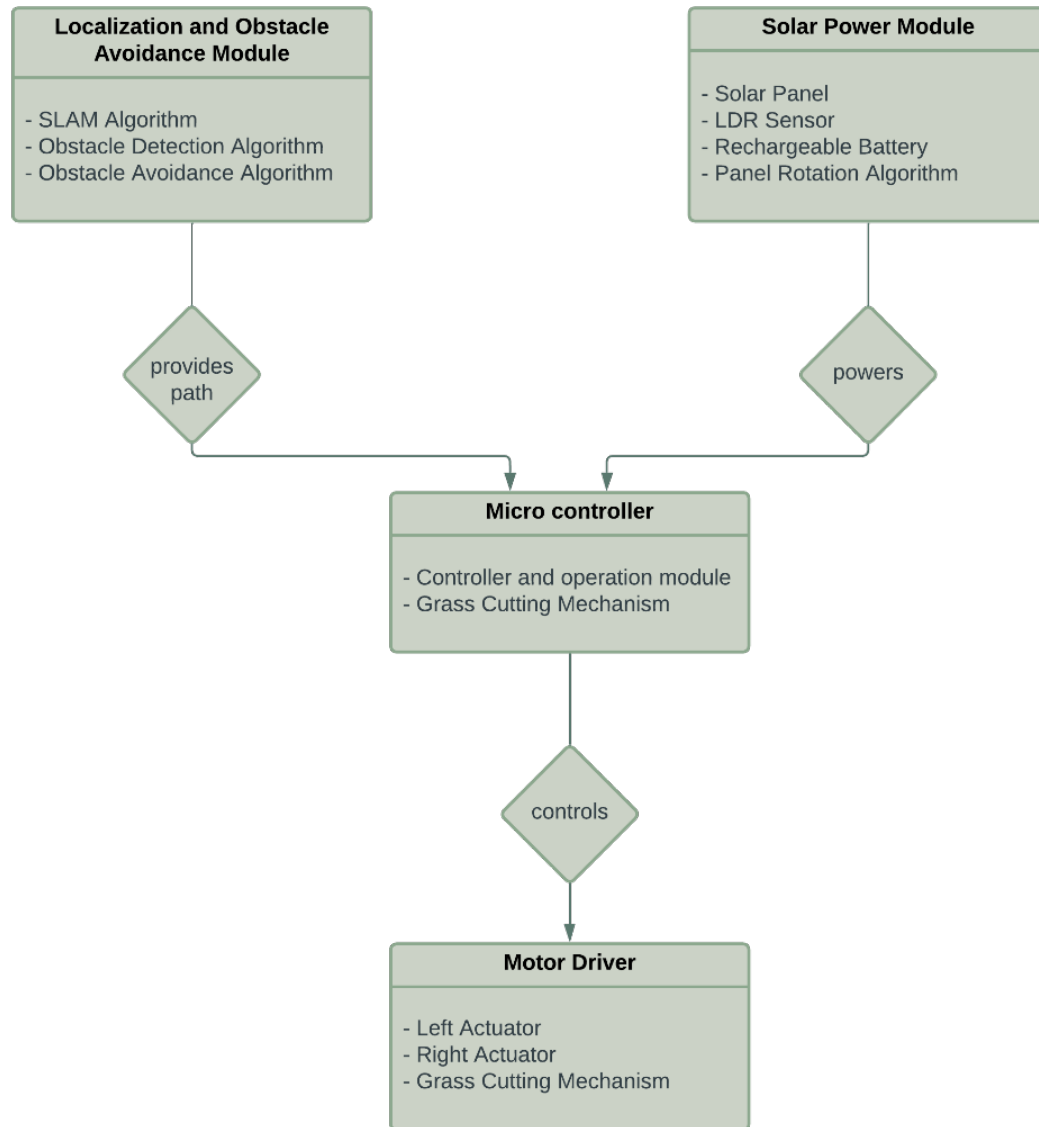 Localization and Obstacle
Avoidance Module
- SLAM Algorithm
- Obstacle Detection Algorithm
- Obstacle Avoidance Algorithm
Solar Power Module
- Solar Panel
- LDR Sensor
- Rechargeable Battery
- Panel Rotation Algorithm
provides
path
powers
Micro controller
- Controller and operation module
- Grass Cutting Mechanism
controls
Motor Driver
- Left Actuator
- Right Actuator
- Grass Cutting Mechanism